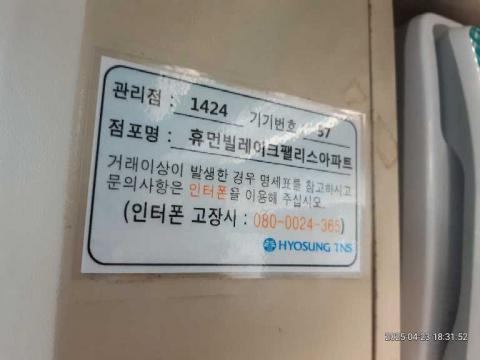 관리점 : 1424 기기번호 57
점포명 : 휴먼빌레이크팰리스아파트
거래이상이 발생한 경우 명세표를 참고하시고
문의사항은 인터폰을 이용해 주십시오.
(인터폰 고장시 : 080-0024-365)
HYOSUNG TNS
2025-04-23 18:31:52